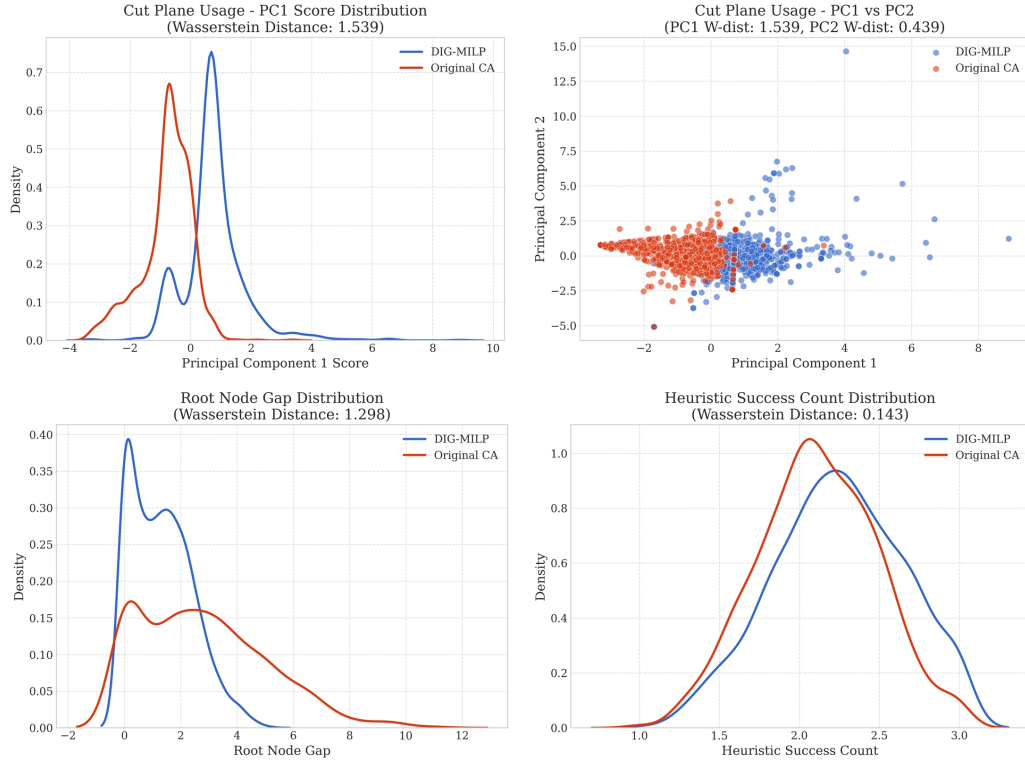 Cut Plane Usage - PC1 Score Distribution
(Wasserstein Distance: 1.539)
DIG-MILP
Original CA
Density
0.7
0.6
0.5
0.4
0.3
0.2
0.1
0.0
−4 −2 0 2 4 6 8 10
Principal Component 1 Score
Cut Plane Usage - PC1 vs PC2
(PC1 W-dist: 1.539, PC2 W-dist: 0.439)
DIG-MILP
Original CA
Principal Component 2
15.0
12.5
10.0
7.5
5.0
2.5
0.0
−2.5
−5.0
−2 0 2 4 6 8
Principal Component 1
Root Node Gap Distribution
(Wasserstein Distance: 1.298)
DIG-MILP
Original CA
Density
0.40
0.35
0.30
0.25
0.20
0.15
0.10
0.05
0.00
−2 0 2 4 6 8 10 12
Root Node Gap
Heuristic Success Count Distribution
(Wasserstein Distance: 0.143)
DIG-MILP
Original CA
Density
1.0
0.8
0.6
0.4
0.2
0.0
1.0 1.5 2.0 2.5 3.0
Heuristic Success Count